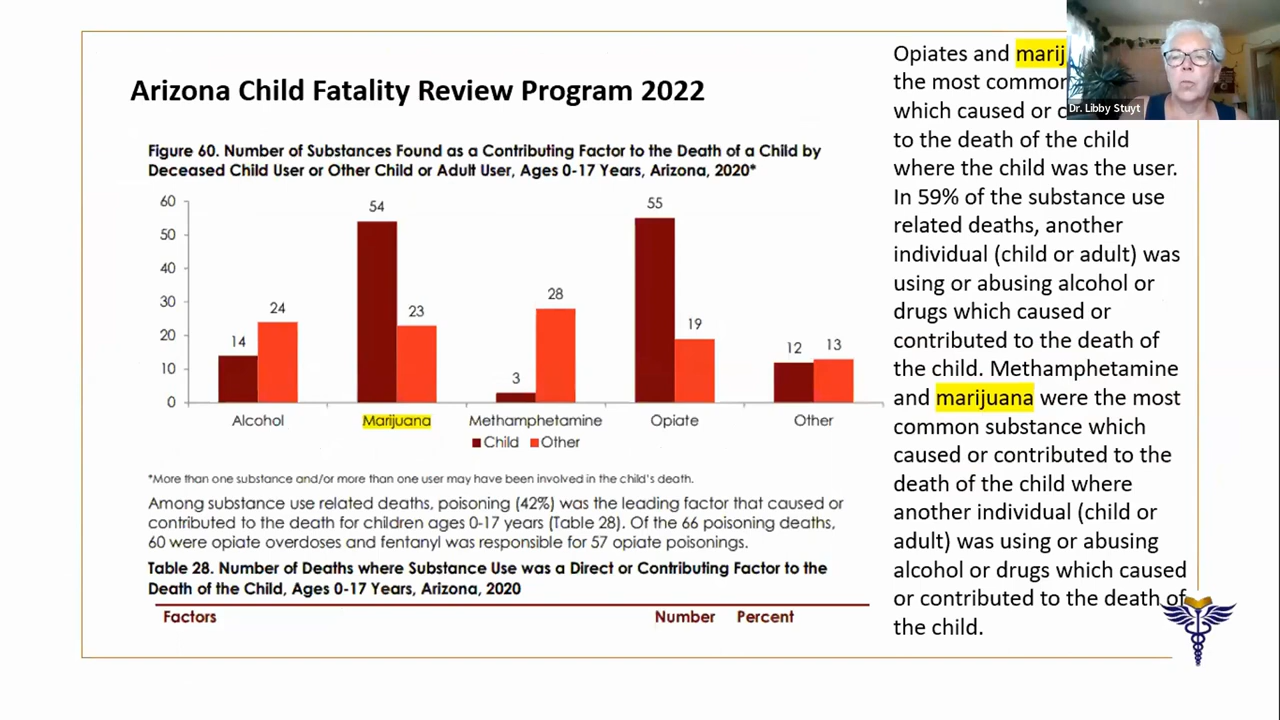 Arizona Child Fatality Review Program 2022
Figure 60. Number of Substances Found as a Contributing Factor to the Death of a Child by
Deceased Child User or Other Child or Adult User, Ages 0-17 Years, Arizona, 2020*
60
50
40
30
20
10
0
14
24
54
23
3
28
55
19
12
13
Alcohol
Marijuana
Methamphetamine
Opiate
Other
Child
Other
*More than one substance and/or more than one user may have been involved in the child's death.
Among substance use related deaths, poisoning (42%) was the leading factor that caused or
contributed to the death for children ages 0-17 years (Table 28). Of the 66 poisoning deaths,
60 were opiate overdoses and fentanyl was responsible for 57 opiate poisonings.
Table 28. Number of Deaths where Substance Use was a Direct or Contributing Factor to the
Death of the Child, Ages 0-17 Years, Arizona, 2020
Factors Number Percent
Opiates and
the most common
which caused or
to the death of the child
where the child was the user.
In 59% of the substance use
related deaths, another
individual (child or adult) was
using or abusing alcohol or
drugs which caused or
contributed to the death of
the child. Methamphetamine
and marijuana were the most
common substance which
caused or contributed to the
death of the child where
another individual (child or
adult) was using or abusing
alcohol or drugs which caused
or contributed to the death of
the child.
Dr. Libby Stuyt